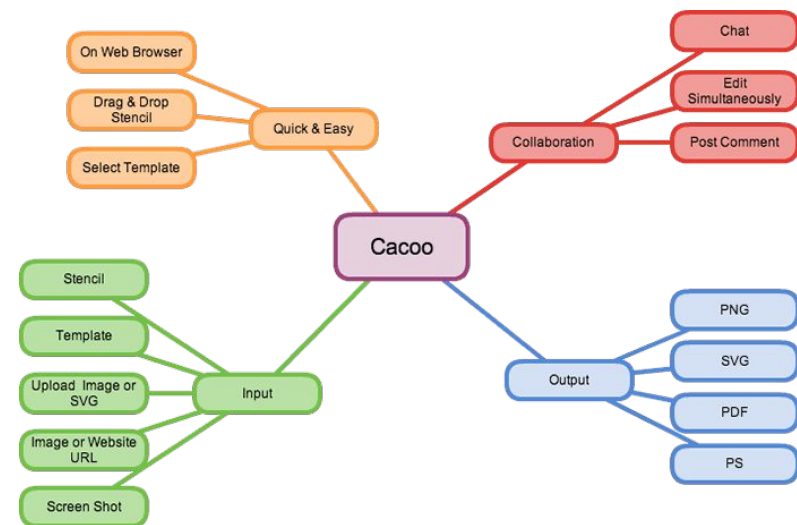 Cacoo
Quick & Easy
On Web Browser
Drag & Drop
Stencil
Select Template
Collaboration
Chat
Edit
Simultaneously
Post Comment
Input
Stencil
Template
Upload Image or
SVG
Image or Website
URL
Screen Shot
Output
PNG
SVG
PDF
PS